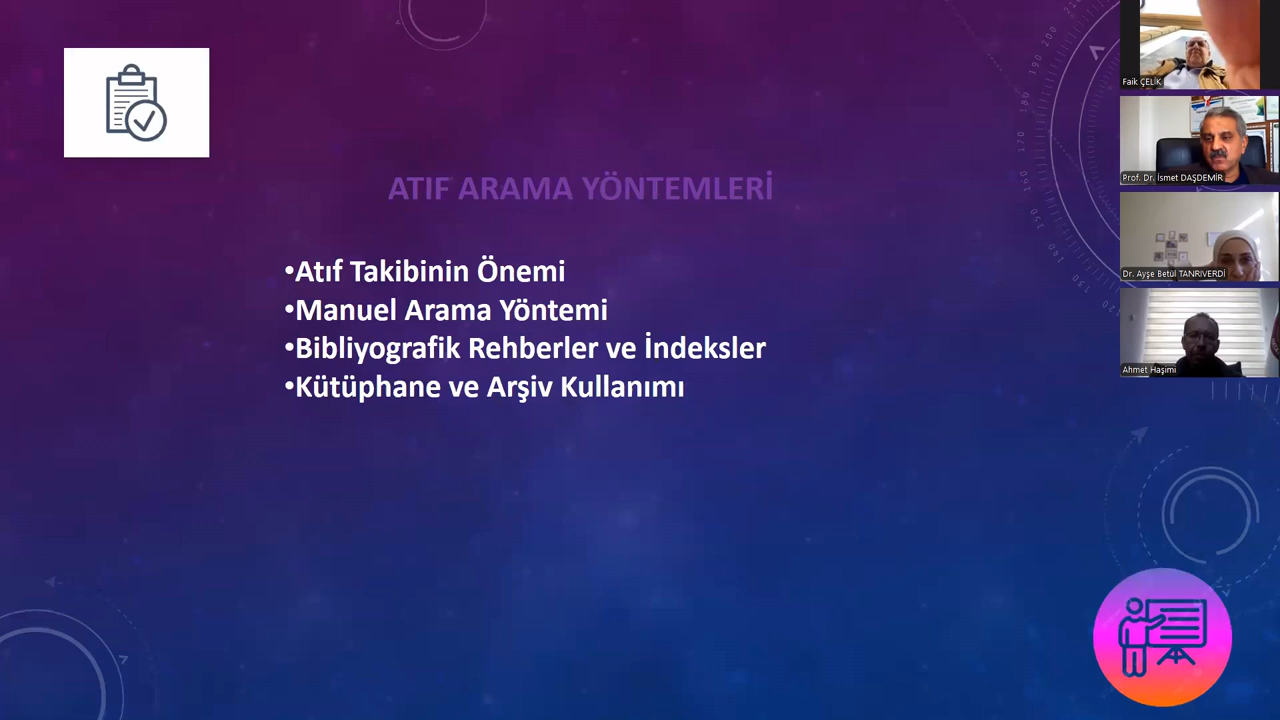 ATIF ARAMA YÖNTEMLERİ
•Atıf Takibinin Önemi
•Manuel Arama Yöntemi
•Bibliyografik Rehberler ve İndeksler
•Kütüphane ve Arşiv Kullanımı
Faik ÇELİK
Prof. Dr. İsmet DAŞDEMİR
Dr. Ayşe Betül TANRIVERDİ
Ahmet Haşimi